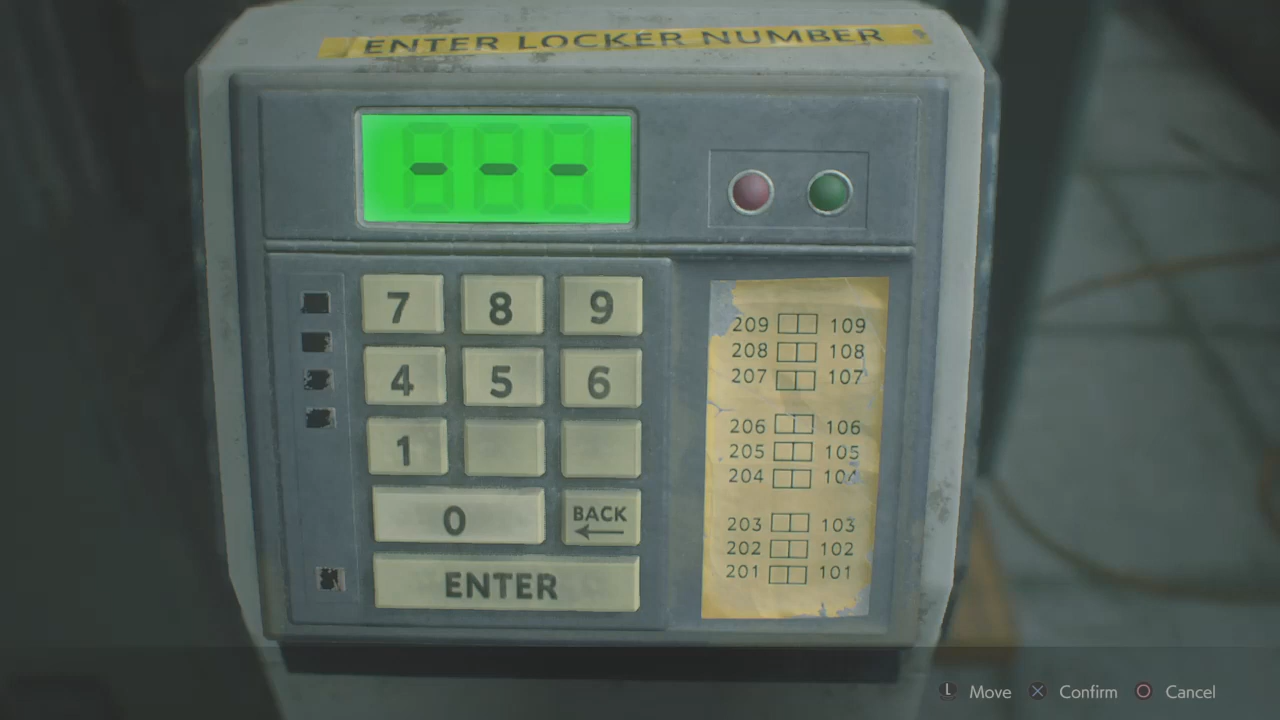 ENTER LOCKER NUMBER
- - -
7 8 9
4 5 6
1
0 BACK
ENTER
209 109
208 108
207 107
206 106
205 105
204 104
203 103
202 102
201 101
L Move Confirm Cancel